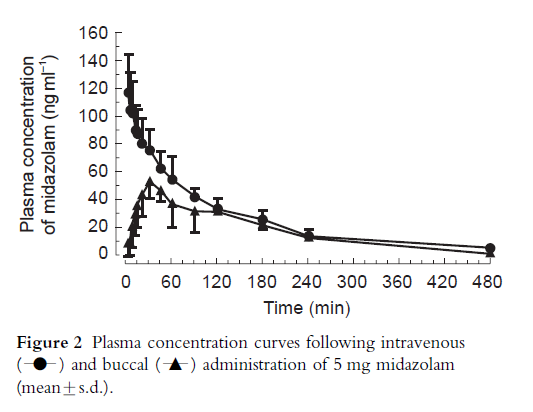 Plasma concentration
of midazolam (ng ml⁻¹)
160
140
120
100
80
60
40
20
0
0 60 120 180 240 300 360 420 480
Time (min)
Figure 2 Plasma concentration curves following intravenous
(–●–) and buccal (–▲–) administration of 5 mg midazolam
(mean ± s.d.).